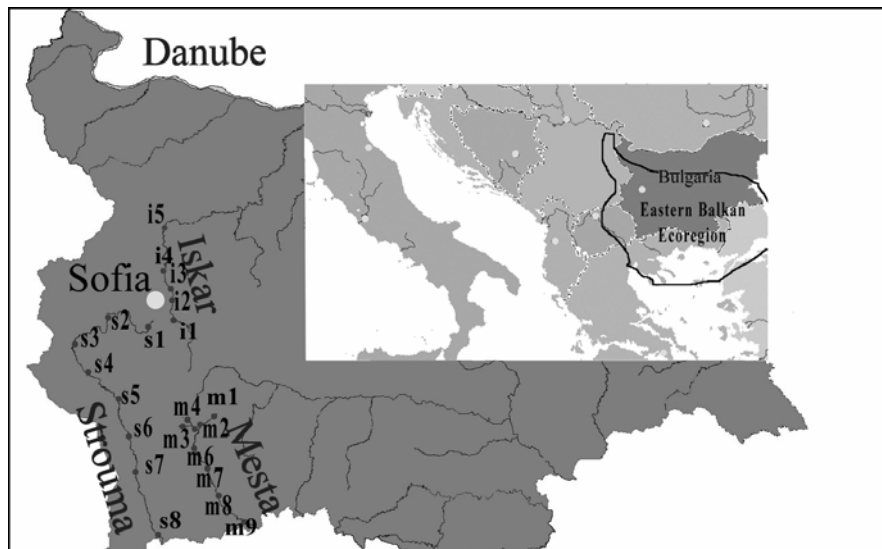 Danube
Bulgaria
Eastern Balkan
Ecoregion
i5
Iskar
i4
i3
Sofia
i2
i1
s2
s1
s3
s4
s5
m4
m1
m2
s6
m3
Mesta
Strouma
m6
s7
m7
m8
s8
m9